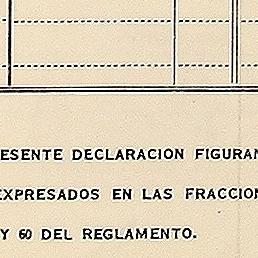 ESENTE DECLARACION FIGURAN
EXPRESADOS EN LAS FRACCION
Y 60 DEL REGLAMENTO.